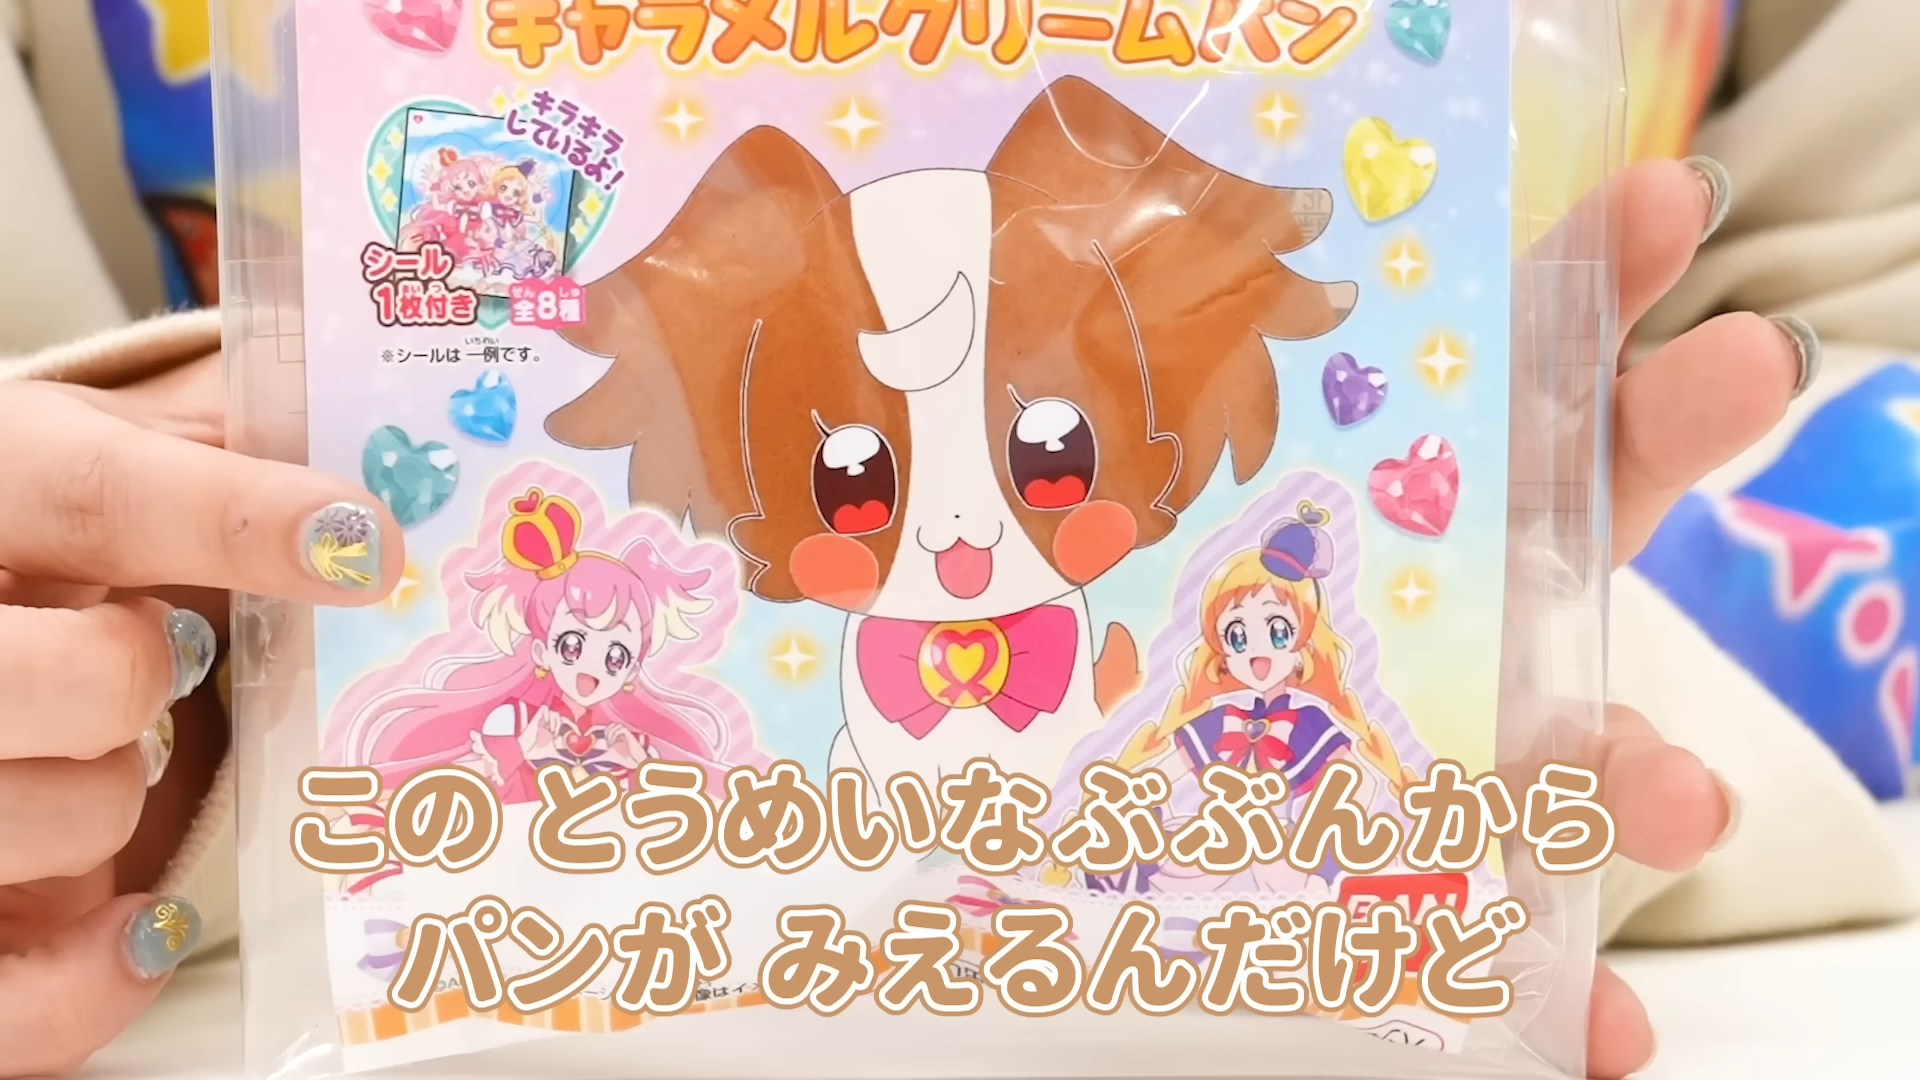 キャラメルクリームパン
キラキラ
しているよ!
シール
1枚付き
全8種
※シールは一例です。
この とうめいなぶぶんから
パンが みえるんだけど